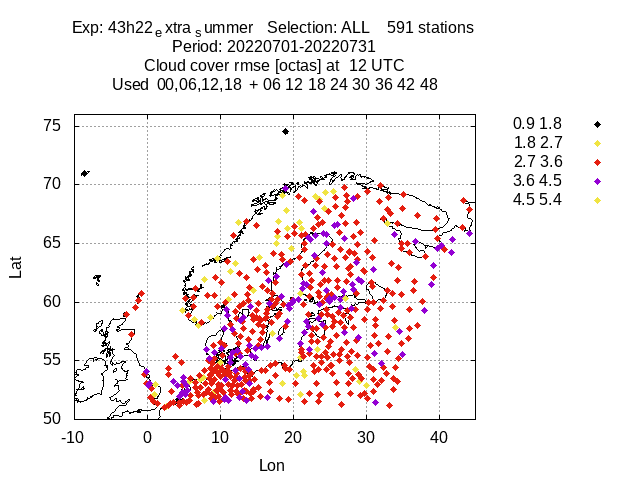 Exp: 43h22e xtras ummer Selection: ALL 591 stations
Period: 20220701-20220731
Cloud cover rmse [octas] at 12 UTC
Used 00,06,12,18 + 06 12 18 24 30 36 42 48
0.9 1.8
1.8 2.7
2.7 3.6
3.6 4.5
4.5 5.4
75
70
65
60
55
50
Lat
-10 0 10 20 30 40
Lon